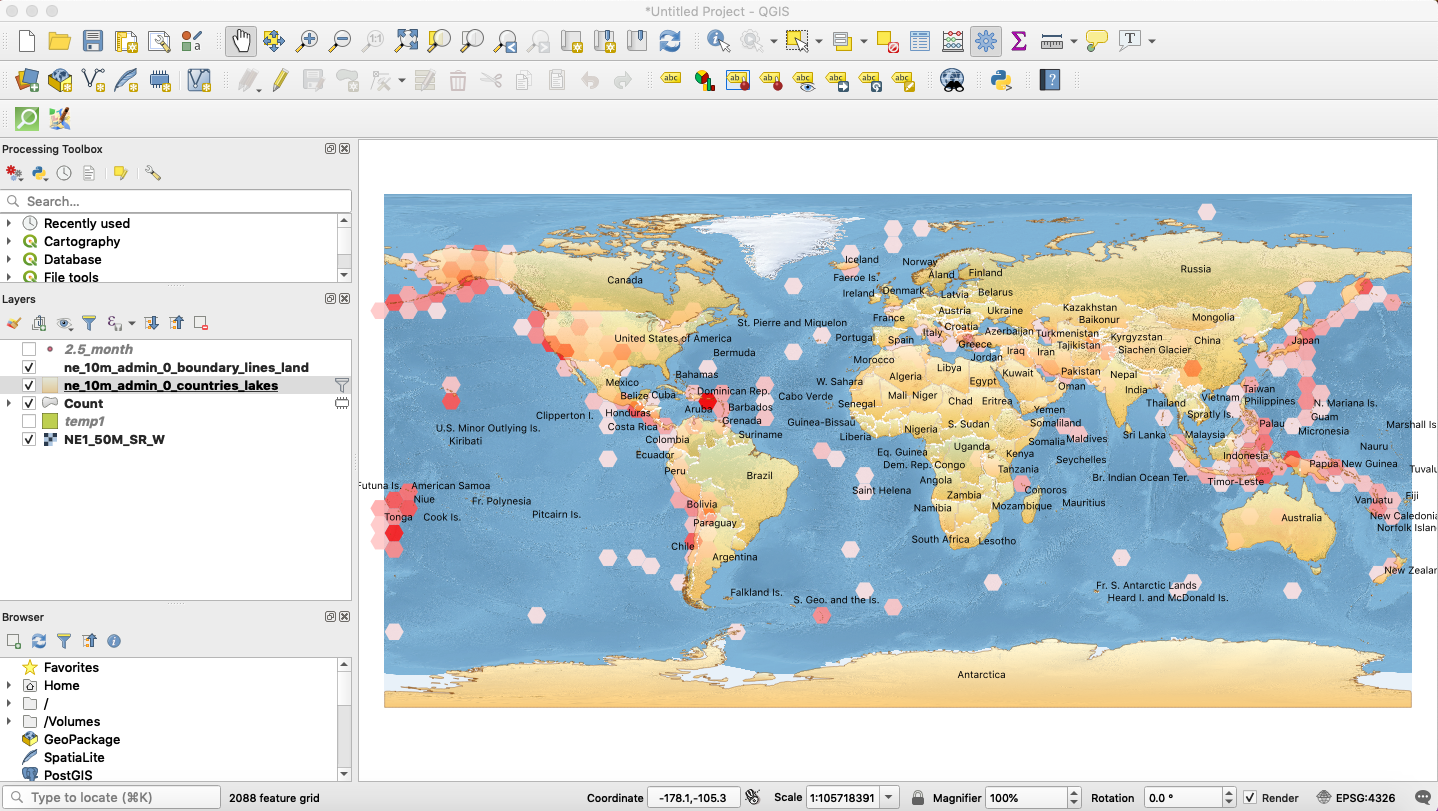 *Untitled Project - QGIS
1:1
abc
ab
ab
abc
abc
abc
abc
T
?
Processing Toolbox
Search...
Recently used
Cartography
Database
File tools
Layers
2.5_month
ne_10m_admin_0_boundary_lines_land
ne_10m_admin_0_countries_lakes
Count
temp1
NE1_50M_SR_W
Browser
Favorites
Home
/
/Volumes
GeoPackage
SpatiaLite
PostGIS
Iceland
Norway
Faeroe Is.
Åland
Finland
Russia
Canada
Ireland
Denmark
Latvia
Belarus
Kazakhstan
Baikonur
Mongolia
France
Austria
Ukraine
St. Pierre and Miquelon
Italy
Croatia
Azerbaijan
Turkmenistan
Kyrgyzstan
China
Japan
United States of America
Portugal
Spain
Greece
Tajikistan
Siachen Glacier
Bermuda
Morocco
Jordan
Iraq
Iran
Bahamas
Libya
Kuwait
Pakistan
Nepal
Mexico
W. Sahara
Algeria
Egypt
Oman
India
Taiwan
Belize
Cuba
Dominican Rep.
Cabo Verde
Mali
Niger
Chad
Eritrea
Thailand
Vietnam
Philippines
N. Mariana Is.
Clipperton I.
Honduras
Aruba
Barbados
Senegal
Yemen
Spratly Is.
Guam
Costa Rica
Grenada
Guinea-Bissau
Nigeria
S. Sudan
Somaliland
Palau
Micronesia
Marshall Is
U.S. Minor Outlying Is.
Kiribati
Colombia
Suriname
Liberia
Somalia
Maldives
Sri Lanka
Malaysia
Nauru
Ecuador
Eq. Guinea
Uganda
Kenya
Seychelles
Indonesia
Peru
Brazil
Dem. Rep. Congo
Tanzania
Br. Indian Ocean Ter.
Timor-Leste
Papua New Guinea
Tuvalu
Futuna Is.
American Samoa
Niue
Fr. Polynesia
Saint Helena
Angola
Zambia
Comoros
Vanuatu
Fiji
Tonga
Cook Is.
Pitcairn Is.
Bolivia
Paraguay
Namibia
Mozambique
Mauritius
Australia
New Caledonia
Norfolk Island
Chile
Argentina
South Africa
Lesotho
New Zealan
Falkland Is.
S. Geo. and the Is.
Fr. S. Antarctic Lands
Heard I. and McDonald Is.
Antarctica
Type to locate (⌘K)
2088 feature grid
Coordinate
-178.1,-105.3
Scale
1:105718391
Magnifier
100%
Rotation
0.0 °
Render
EPSG:4326